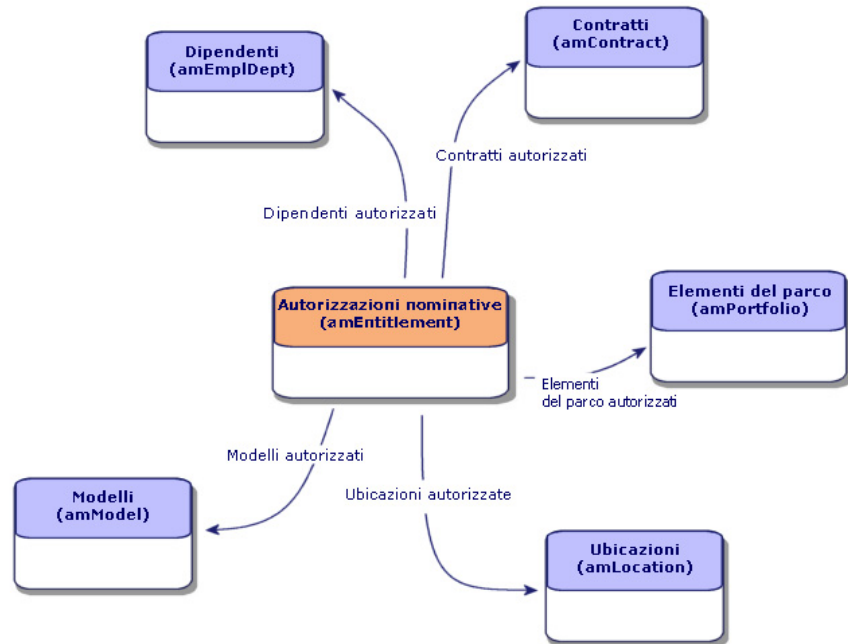 Dipendenti
(amEmplDept)
Contratti
(amContract)
Contratti autorizzati
Dipendenti autorizzati
Autorizzazioni nominative
(amEntitlement)
Elementi del parco
(amPortfolio)
Elementi
del parco autorizzati
Modelli autorizzati
Ubicazioni autorizzate
Modelli
(amModel)
Ubicazioni
(amLocation)